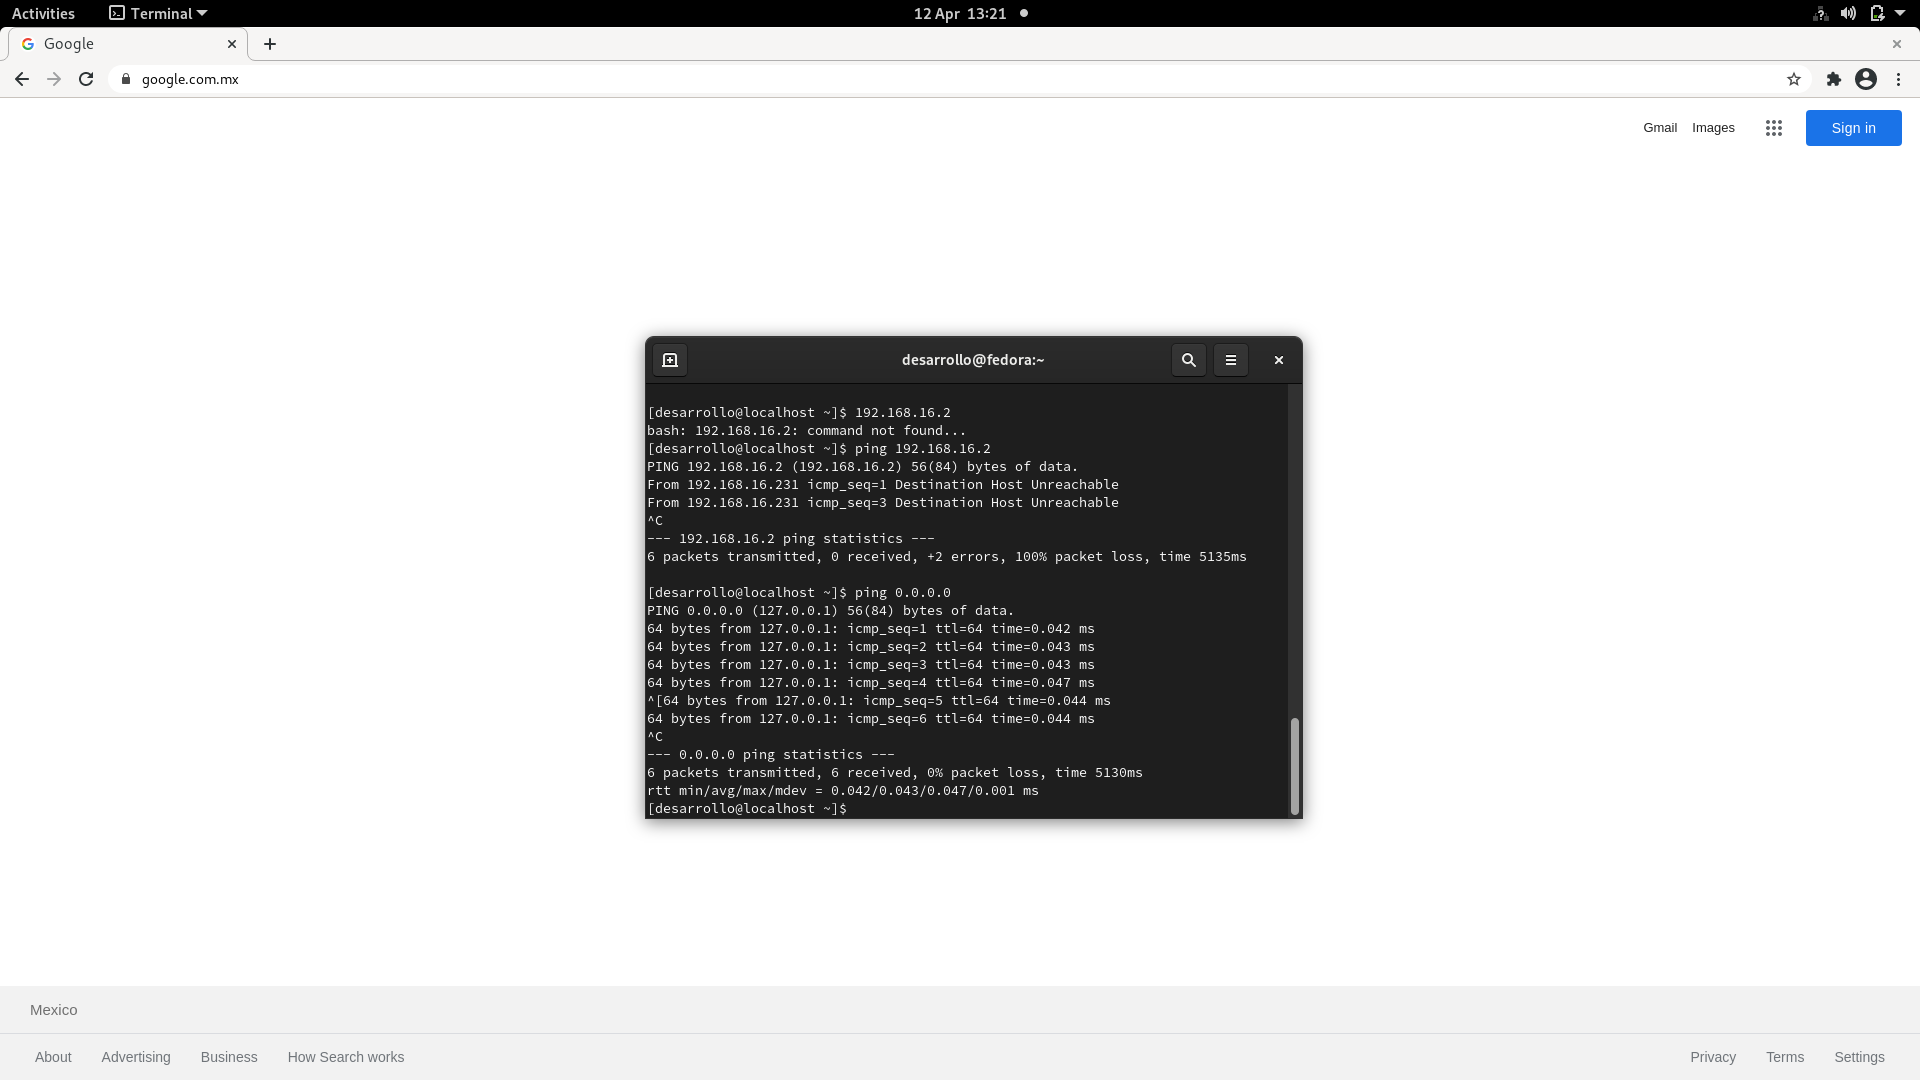 Activities
Terminal
12 Apr 13:21
Google
google.com.mx
Gmail
Images
Sign in
desarrollo@fedora:~
[desarrollo@localhost ~]$ 192.168.16.2
bash: 192.168.16.2: command not found...
[desarrollo@localhost ~]$ ping 192.168.16.2
PING 192.168.16.2 (192.168.16.2) 56(84) bytes of data.
From 192.168.16.231 icmp_seq=1 Destination Host Unreachable
From 192.168.16.231 icmp_seq=3 Destination Host Unreachable
^C
--- 192.168.16.2 ping statistics ---
6 packets transmitted, 0 received, +2 errors, 100% packet loss, time 5135ms
[desarrollo@localhost ~]$ ping 0.0.0.0
PING 0.0.0.0 (127.0.0.1) 56(84) bytes of data.
64 bytes from 127.0.0.1: icmp_seq=1 ttl=64 time=0.042 ms
64 bytes from 127.0.0.1: icmp_seq=2 ttl=64 time=0.043 ms
64 bytes from 127.0.0.1: icmp_seq=3 ttl=64 time=0.043 ms
64 bytes from 127.0.0.1: icmp_seq=4 ttl=64 time=0.047 ms
^[64 bytes from 127.0.0.1: icmp_seq=5 ttl=64 time=0.044 ms
64 bytes from 127.0.0.1: icmp_seq=6 ttl=64 time=0.044 ms
^C
--- 0.0.0.0 ping statistics ---
6 packets transmitted, 6 received, 0% packet loss, time 5130ms
rtt min/avg/max/mdev = 0.042/0.043/0.047/0.001 ms
[desarrollo@localhost ~]$
Mexico
About
Advertising
Business
How Search works
Privacy
Terms
Settings